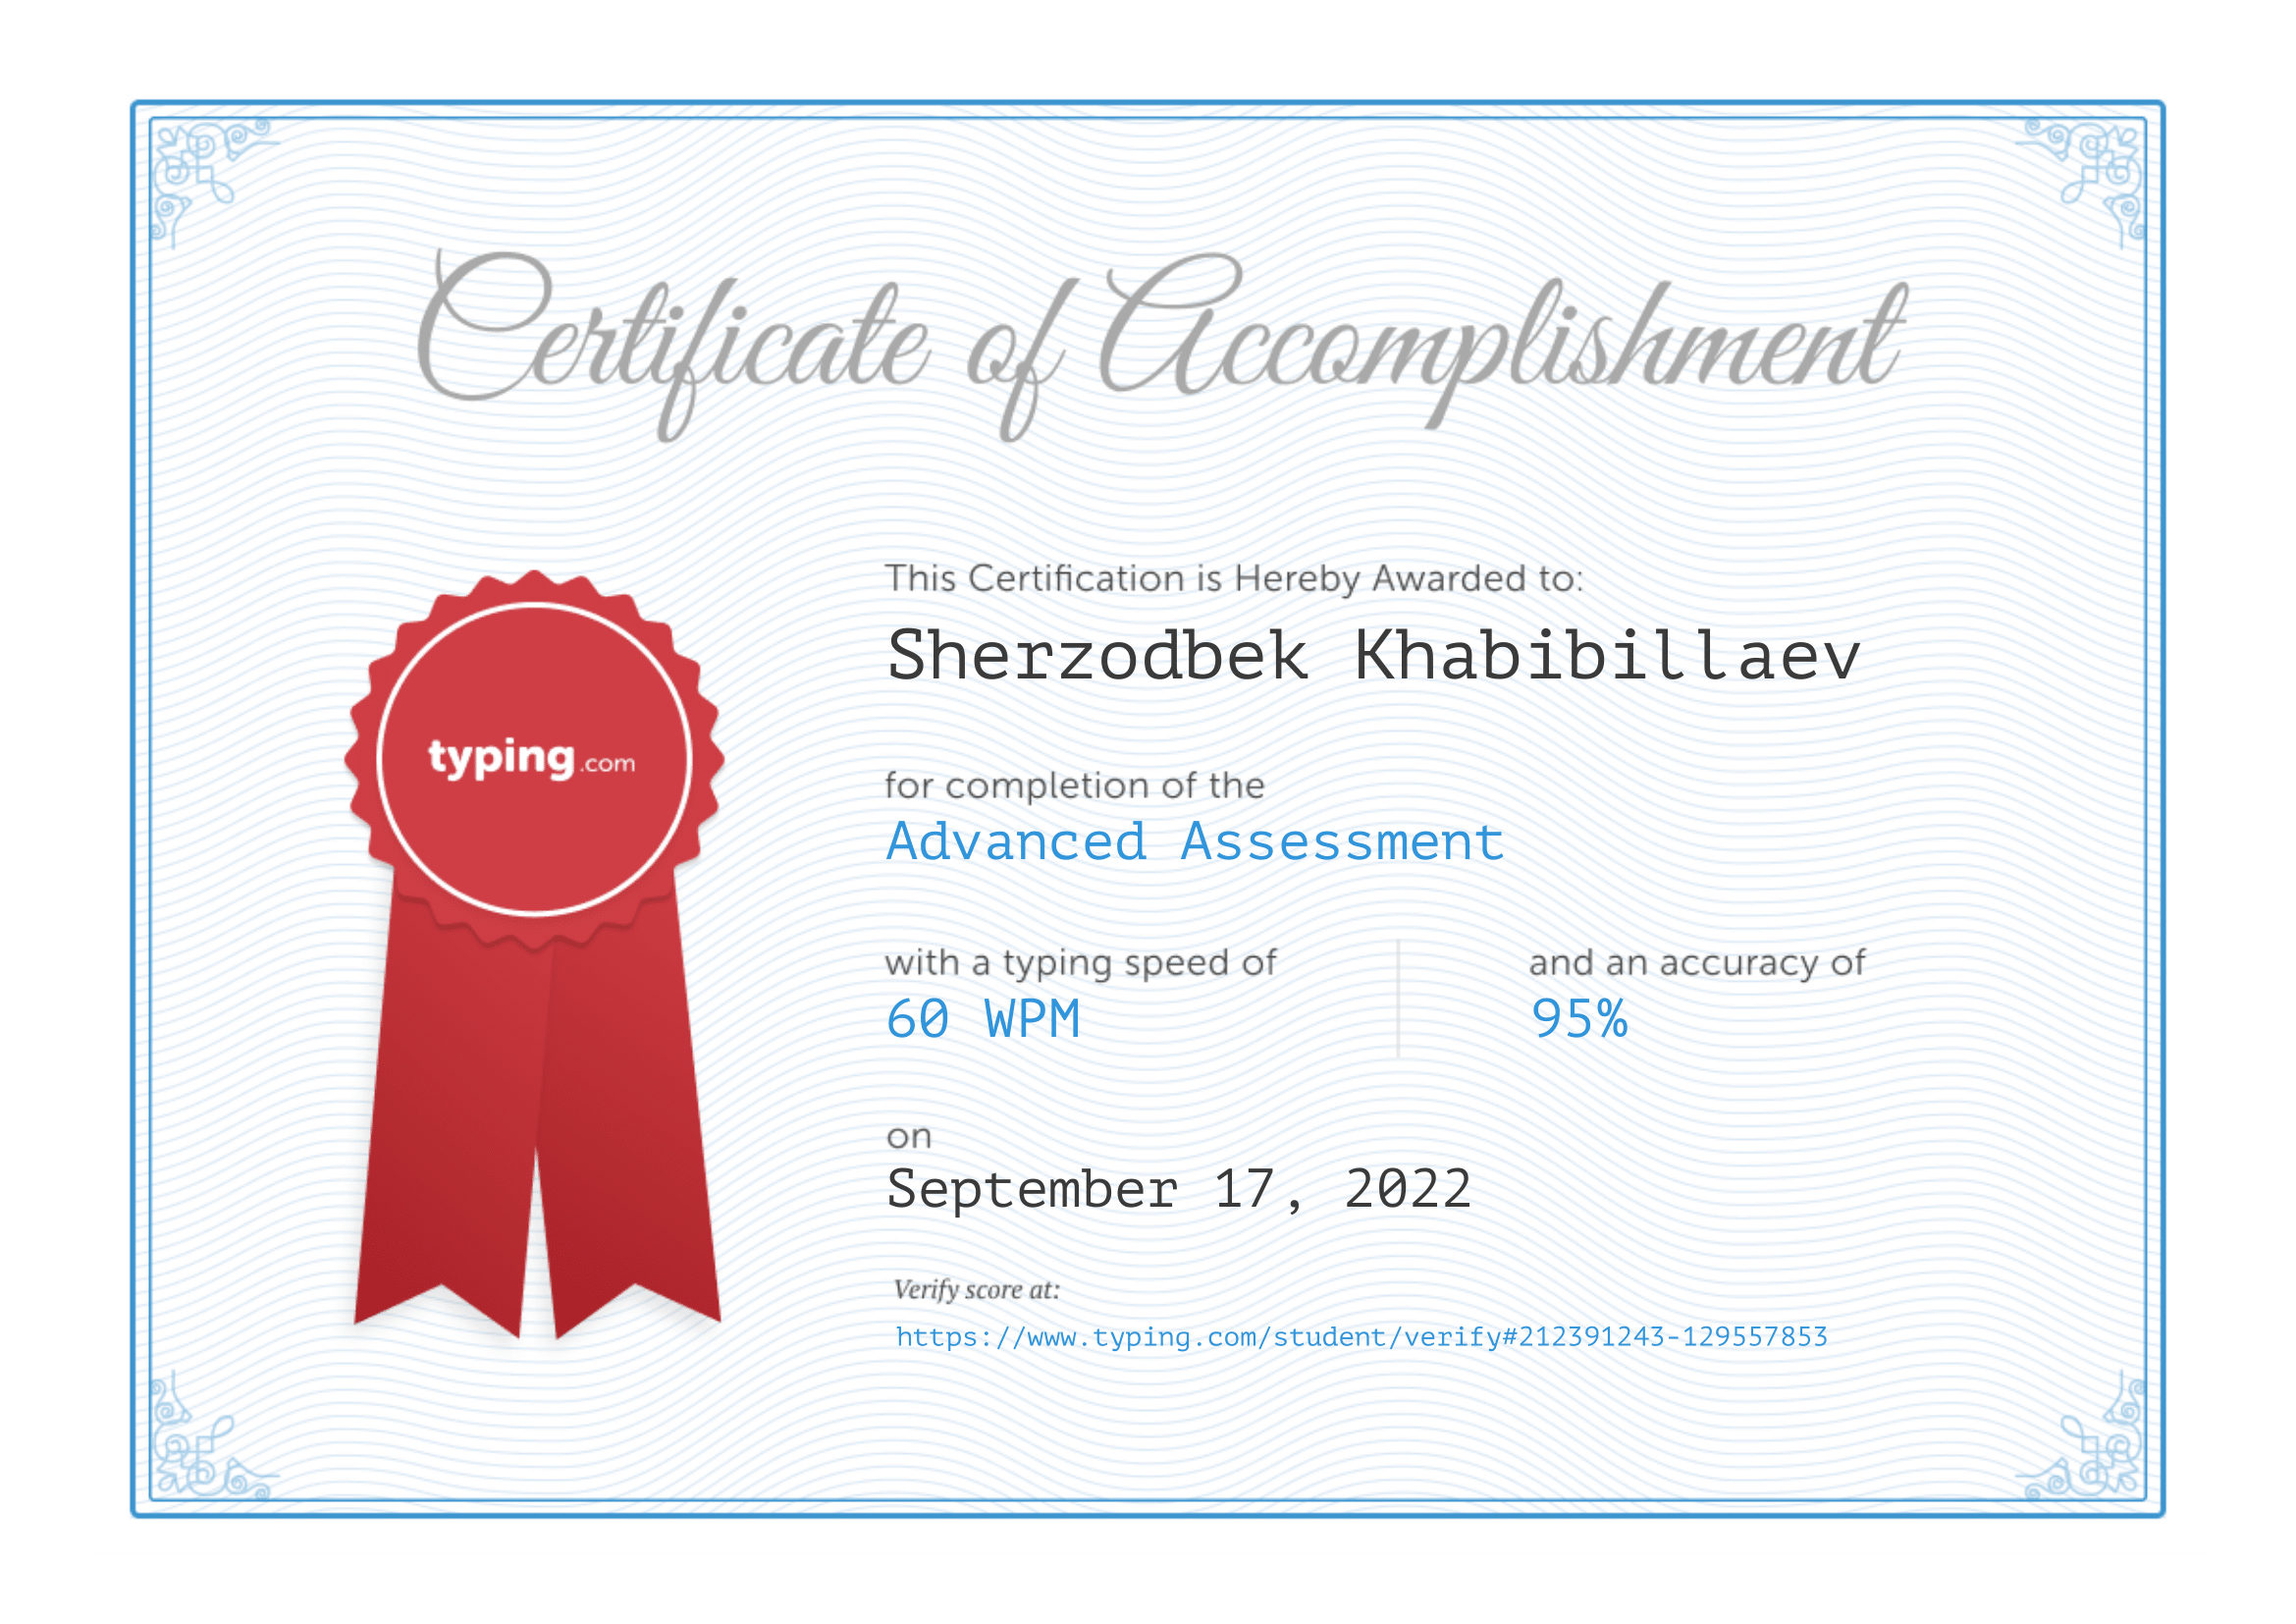 Certificate of Accomplishment
This Certification is Hereby Awarded to:
Sherzodbek Khabibillaev
typing.com
for completion of the
Advanced Assessment
with a typing speed of
60 WPM
and an accuracy of
95%
on
September 17, 2022
Verify score at:
https://www.typing.com/student/verify#212391243-129557853